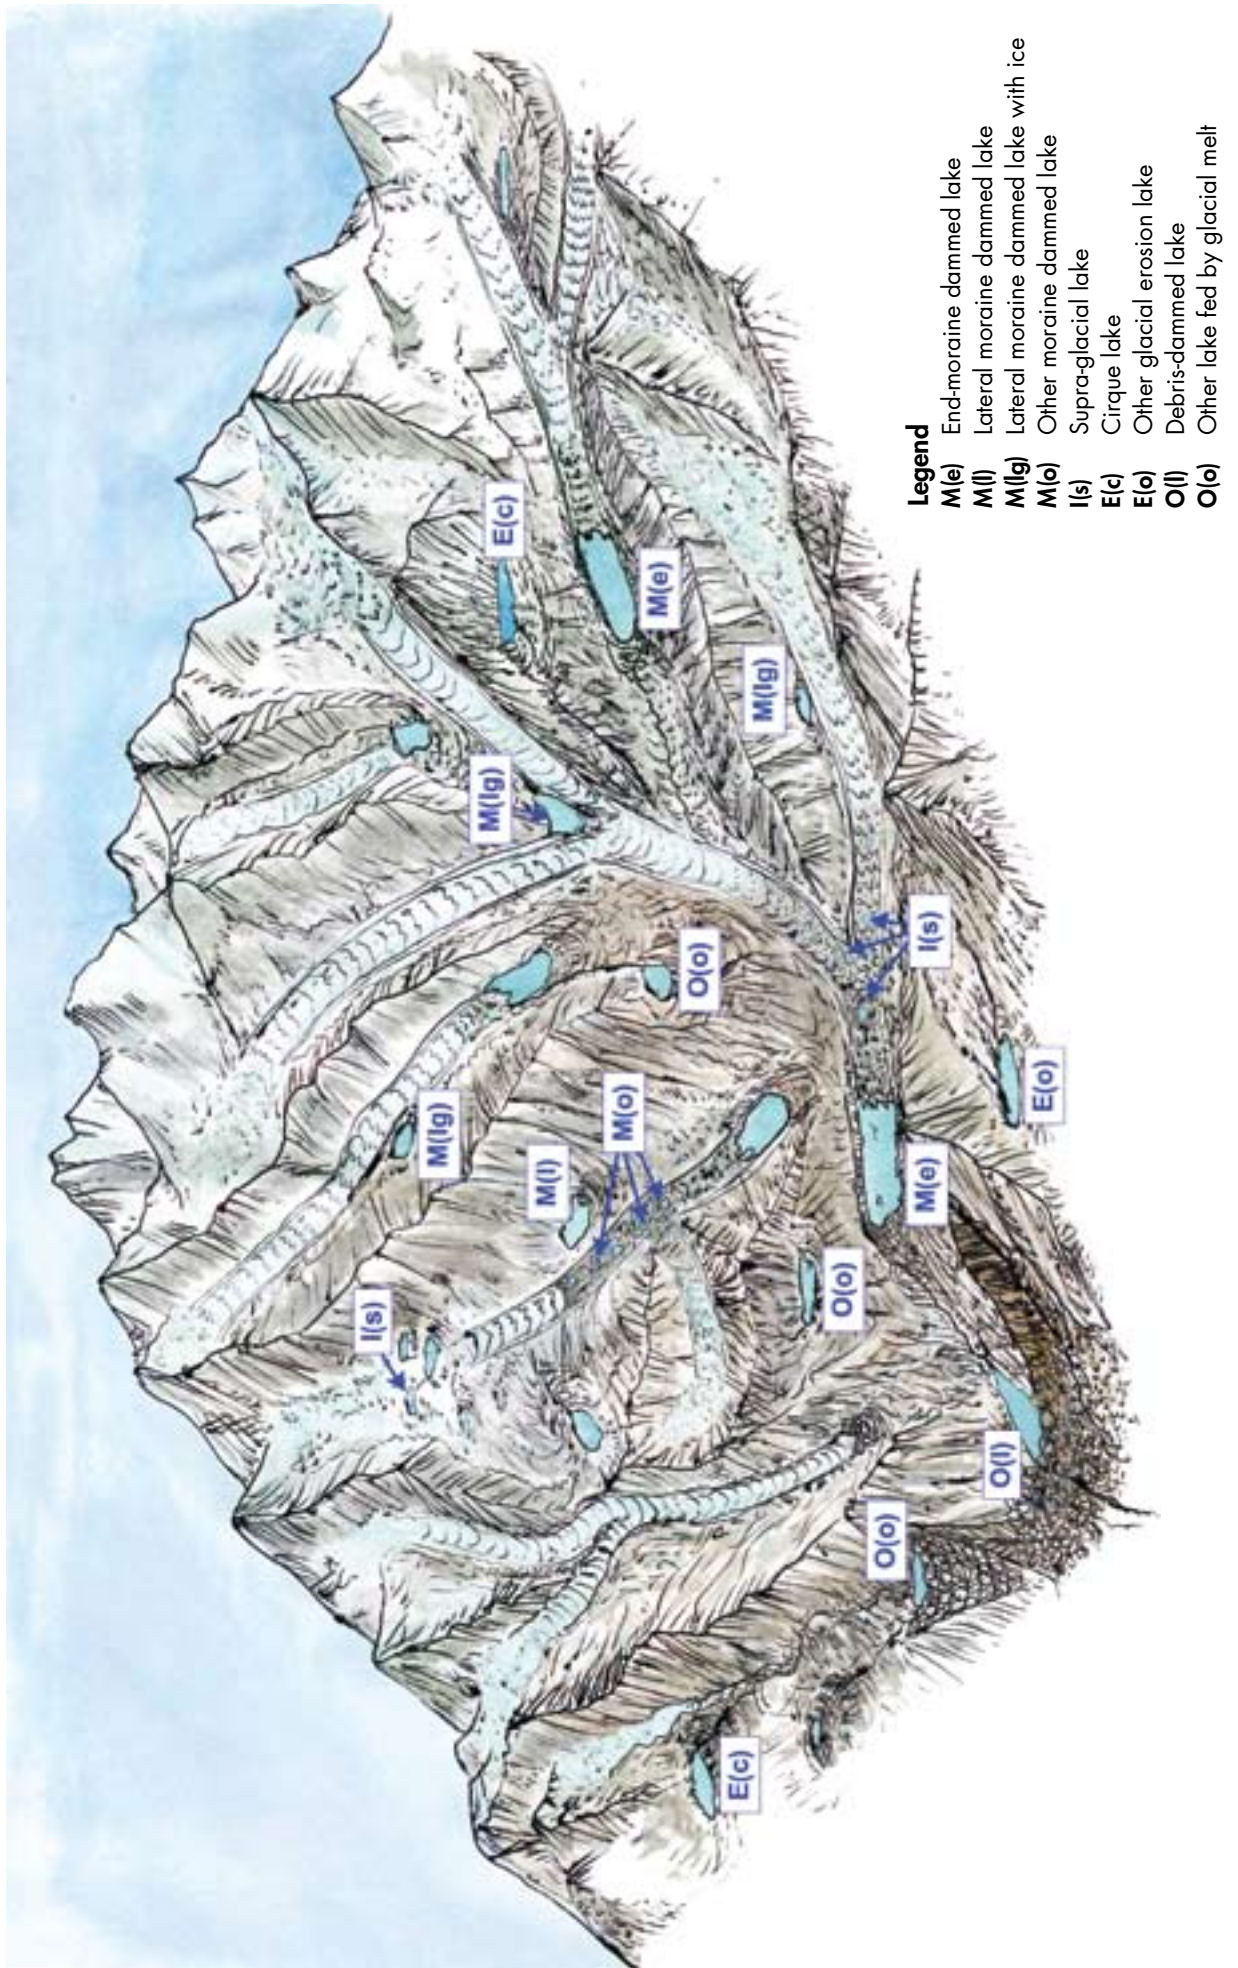 I(s)
M(lg)
M(lg)
E(c)
M(l)
M(o)
M(e)
O(o)
E(c)
M(lg)
O(o)
O(o)
M(e)
I(s)
O(l)
E(o)
Legend
M(e) End-moraine dammed lake
M(l) Lateral moraine dammed lake
M(lg) Lateral moraine dammed lake with ice
M(o) Other moraine dammed lake
I(s) Supra-glacial lake
E(c) Cirque lake
E(o) Other glacial erosion lake
O(l) Debris-dammed lake
O(o) Other lake fed by glacial melt